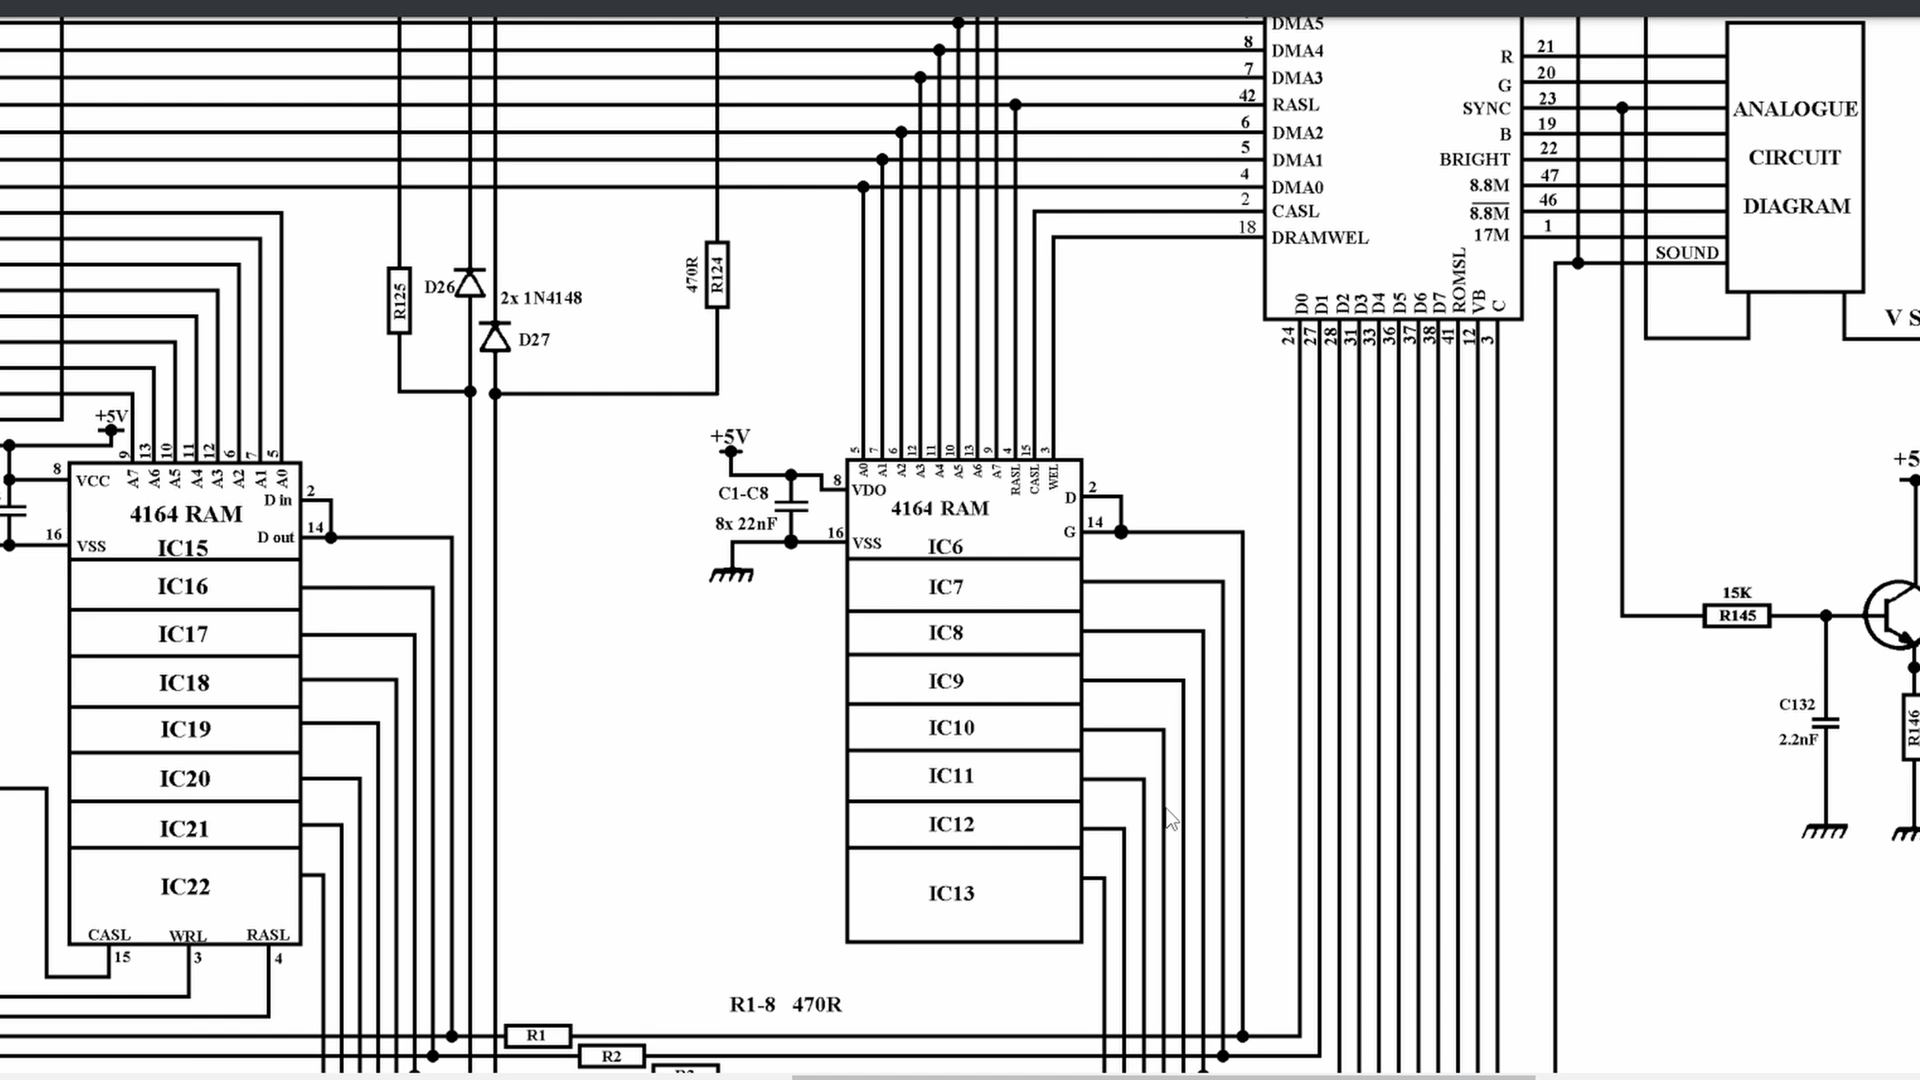 DMA5
8 DMA4
7 DMA3
42 RASL
6 DMA2
5 DMA1
4 DMA0
2 CASL
18 DRAMWEL
R 21
G 20
SYNC 23
B 19
BRIGHT 22
8.8M 47
8.8M 46
17M 1
SOUND
ANALOGUE
CIRCUIT
DIAGRAM
D0 D1 D2 D3 D4 D5 D6 D7 ROMSL VB C
24 27 28 31 33 36 37 38 41 12 3
R125
D26
2x 1N4148
D27
470R
R124
+5V
9 13 10 11 12 6 7 5
A7 A6 A5 A4 A3 A2 A1 A0
8 VCC
D in 2
4164 RAM
D out 14
16 VSS
IC15
IC16
IC17
IC18
IC19
IC20
IC21
IC22
CASL WRL RASL
15 3 4
+5V
C1-C8
8x 22nF
5 7 6 12 11 10 13 9 4 15 3
A0 A1 A2 A3 A4 A5 A6 A7 RASL CASL WEL
8 VDO
D 2
4164 RAM
G 14
16 VSS
IC6
IC7
IC8
IC9
IC10
IC11
IC12
IC13
R1-8 470R
R1
R2
V S
+5
15K
R145
C132
2.2nF
R146